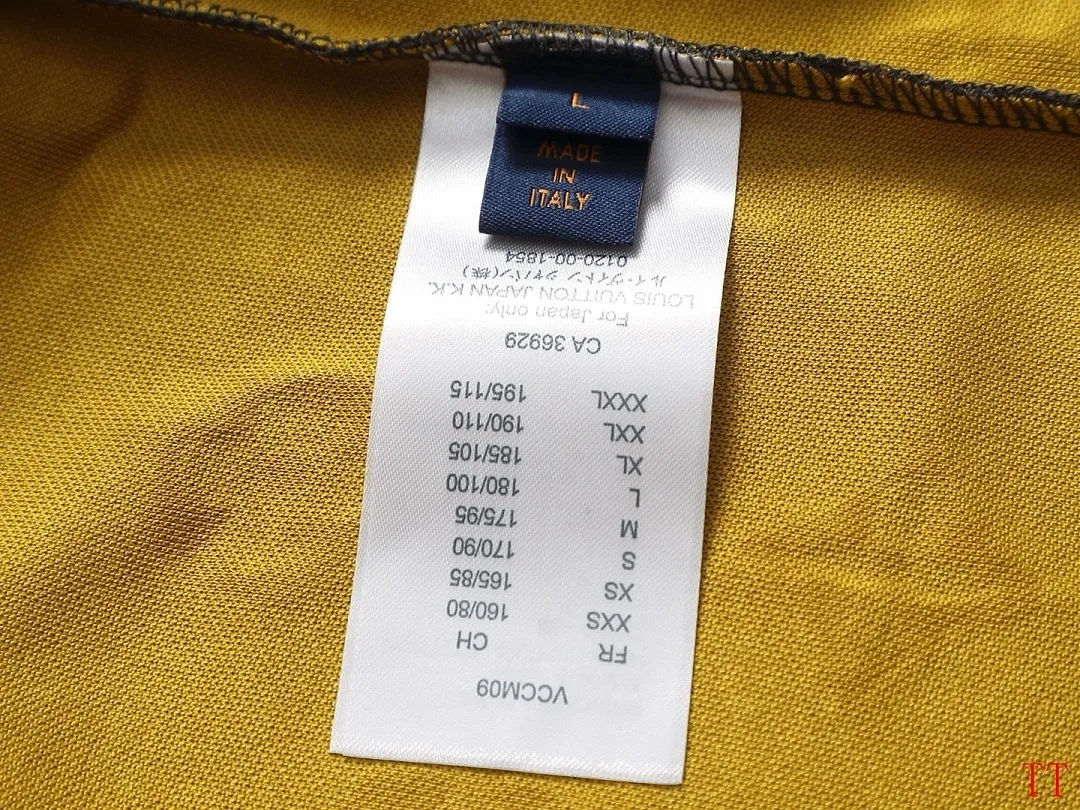 L
MADE
IN
ITALY
VCCM09
FR CH
XXS 160/80
XS 165/85
S 170/90
M 175/95
L 180/100
XL 185/105
XXL 190/110
XXXL 195/115
CA 36929
For Japan only:
LOUIS VUITTON JAPAN K.K.
ルイ・ヴィトン ジャパン(株)
0120-00-1854
TT